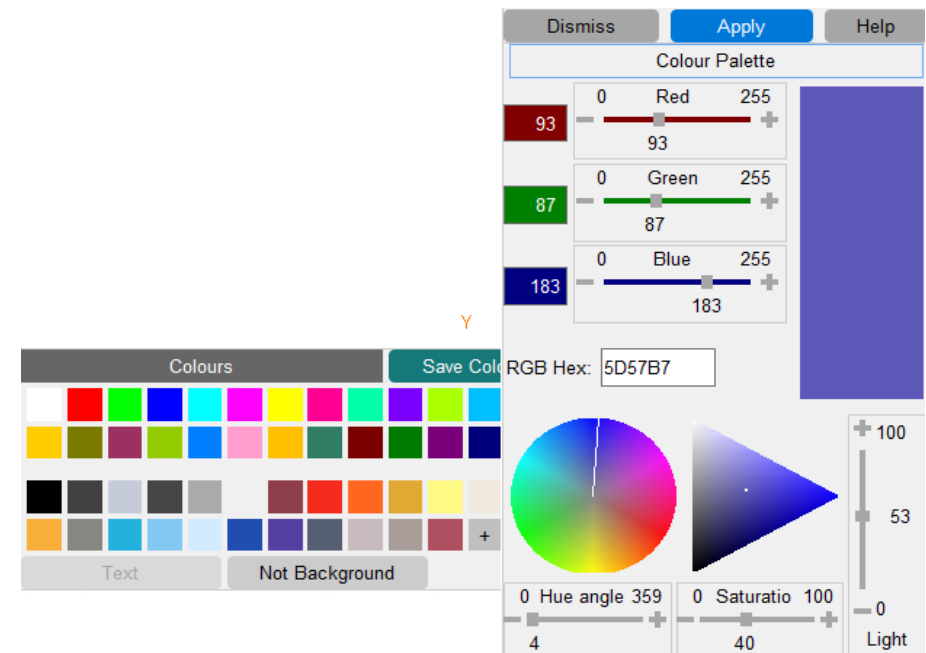 Dismiss Apply Help
Colour Palette
0 Red 255
93
93
0 Green 255
87
87
0 Blue 255
183
183
Y
Colours Save Colo
RGB Hex: 5D57B7
100
53
0
Light
+
Text Not Background
0 Hue angle 359
4
0 Saturatio 100
40